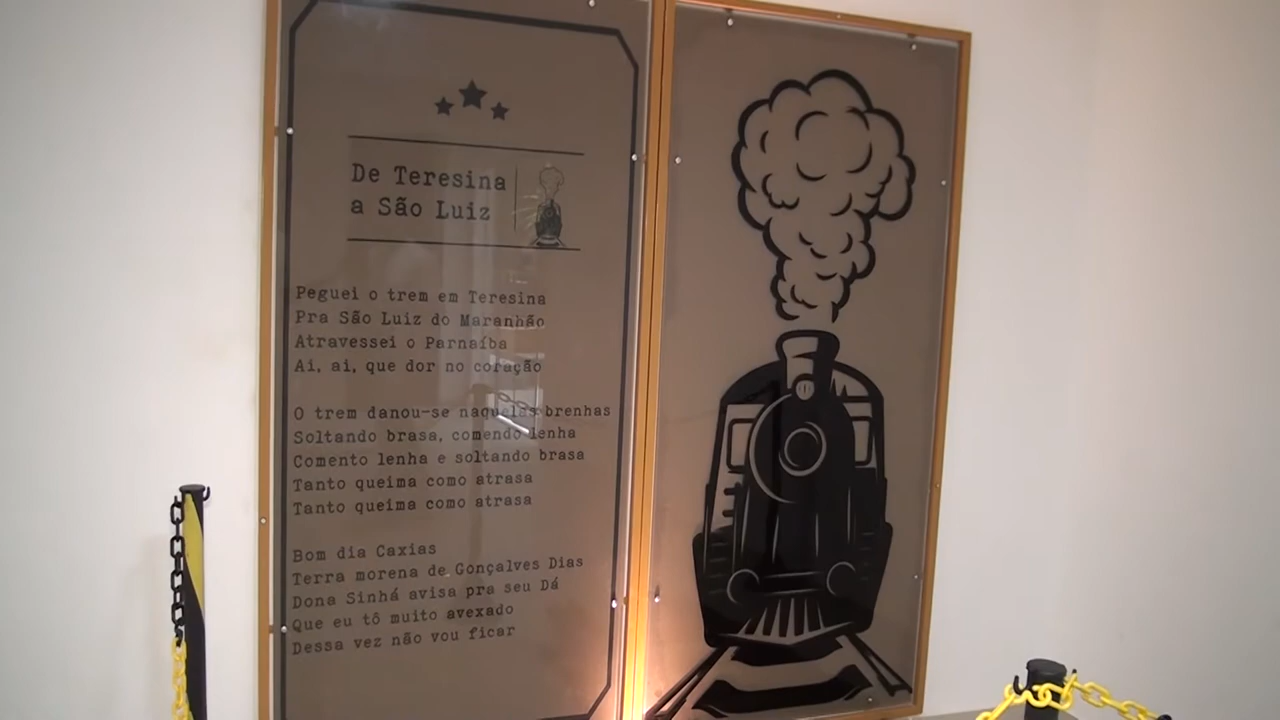 De Teresina
a São Luiz
Peguei o trem em Teresina
Pra São Luiz do Maranhão
Atravessei o Parnaíba
Ai, ai, que dor no coração
O trem danou-se naquelas brenhas
Soltando brasa, comendo lenha
Comento lenha e soltando brasa
Tanto queima como atrasa
Tanto queima como atrasa
Bom dia Caxias
Terra morena de Gonçalves Dias
Dona Sinhá avisa pra seu Dá
Que eu tô muito avexado
Dessa vez não vou ficar